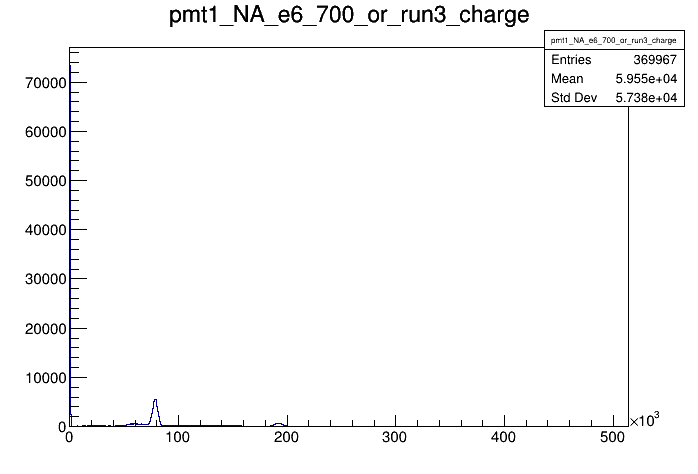 pmt1_NA_e6_700_or_run3_charge
pmt1_NA_e6_700_or_run3_charge
Entries 369967
Mean 5.955e+04
Std Dev 5.738e+04
70000
60000
50000
40000
30000
20000
10000
0
0 100 200 300 400 500
×10³